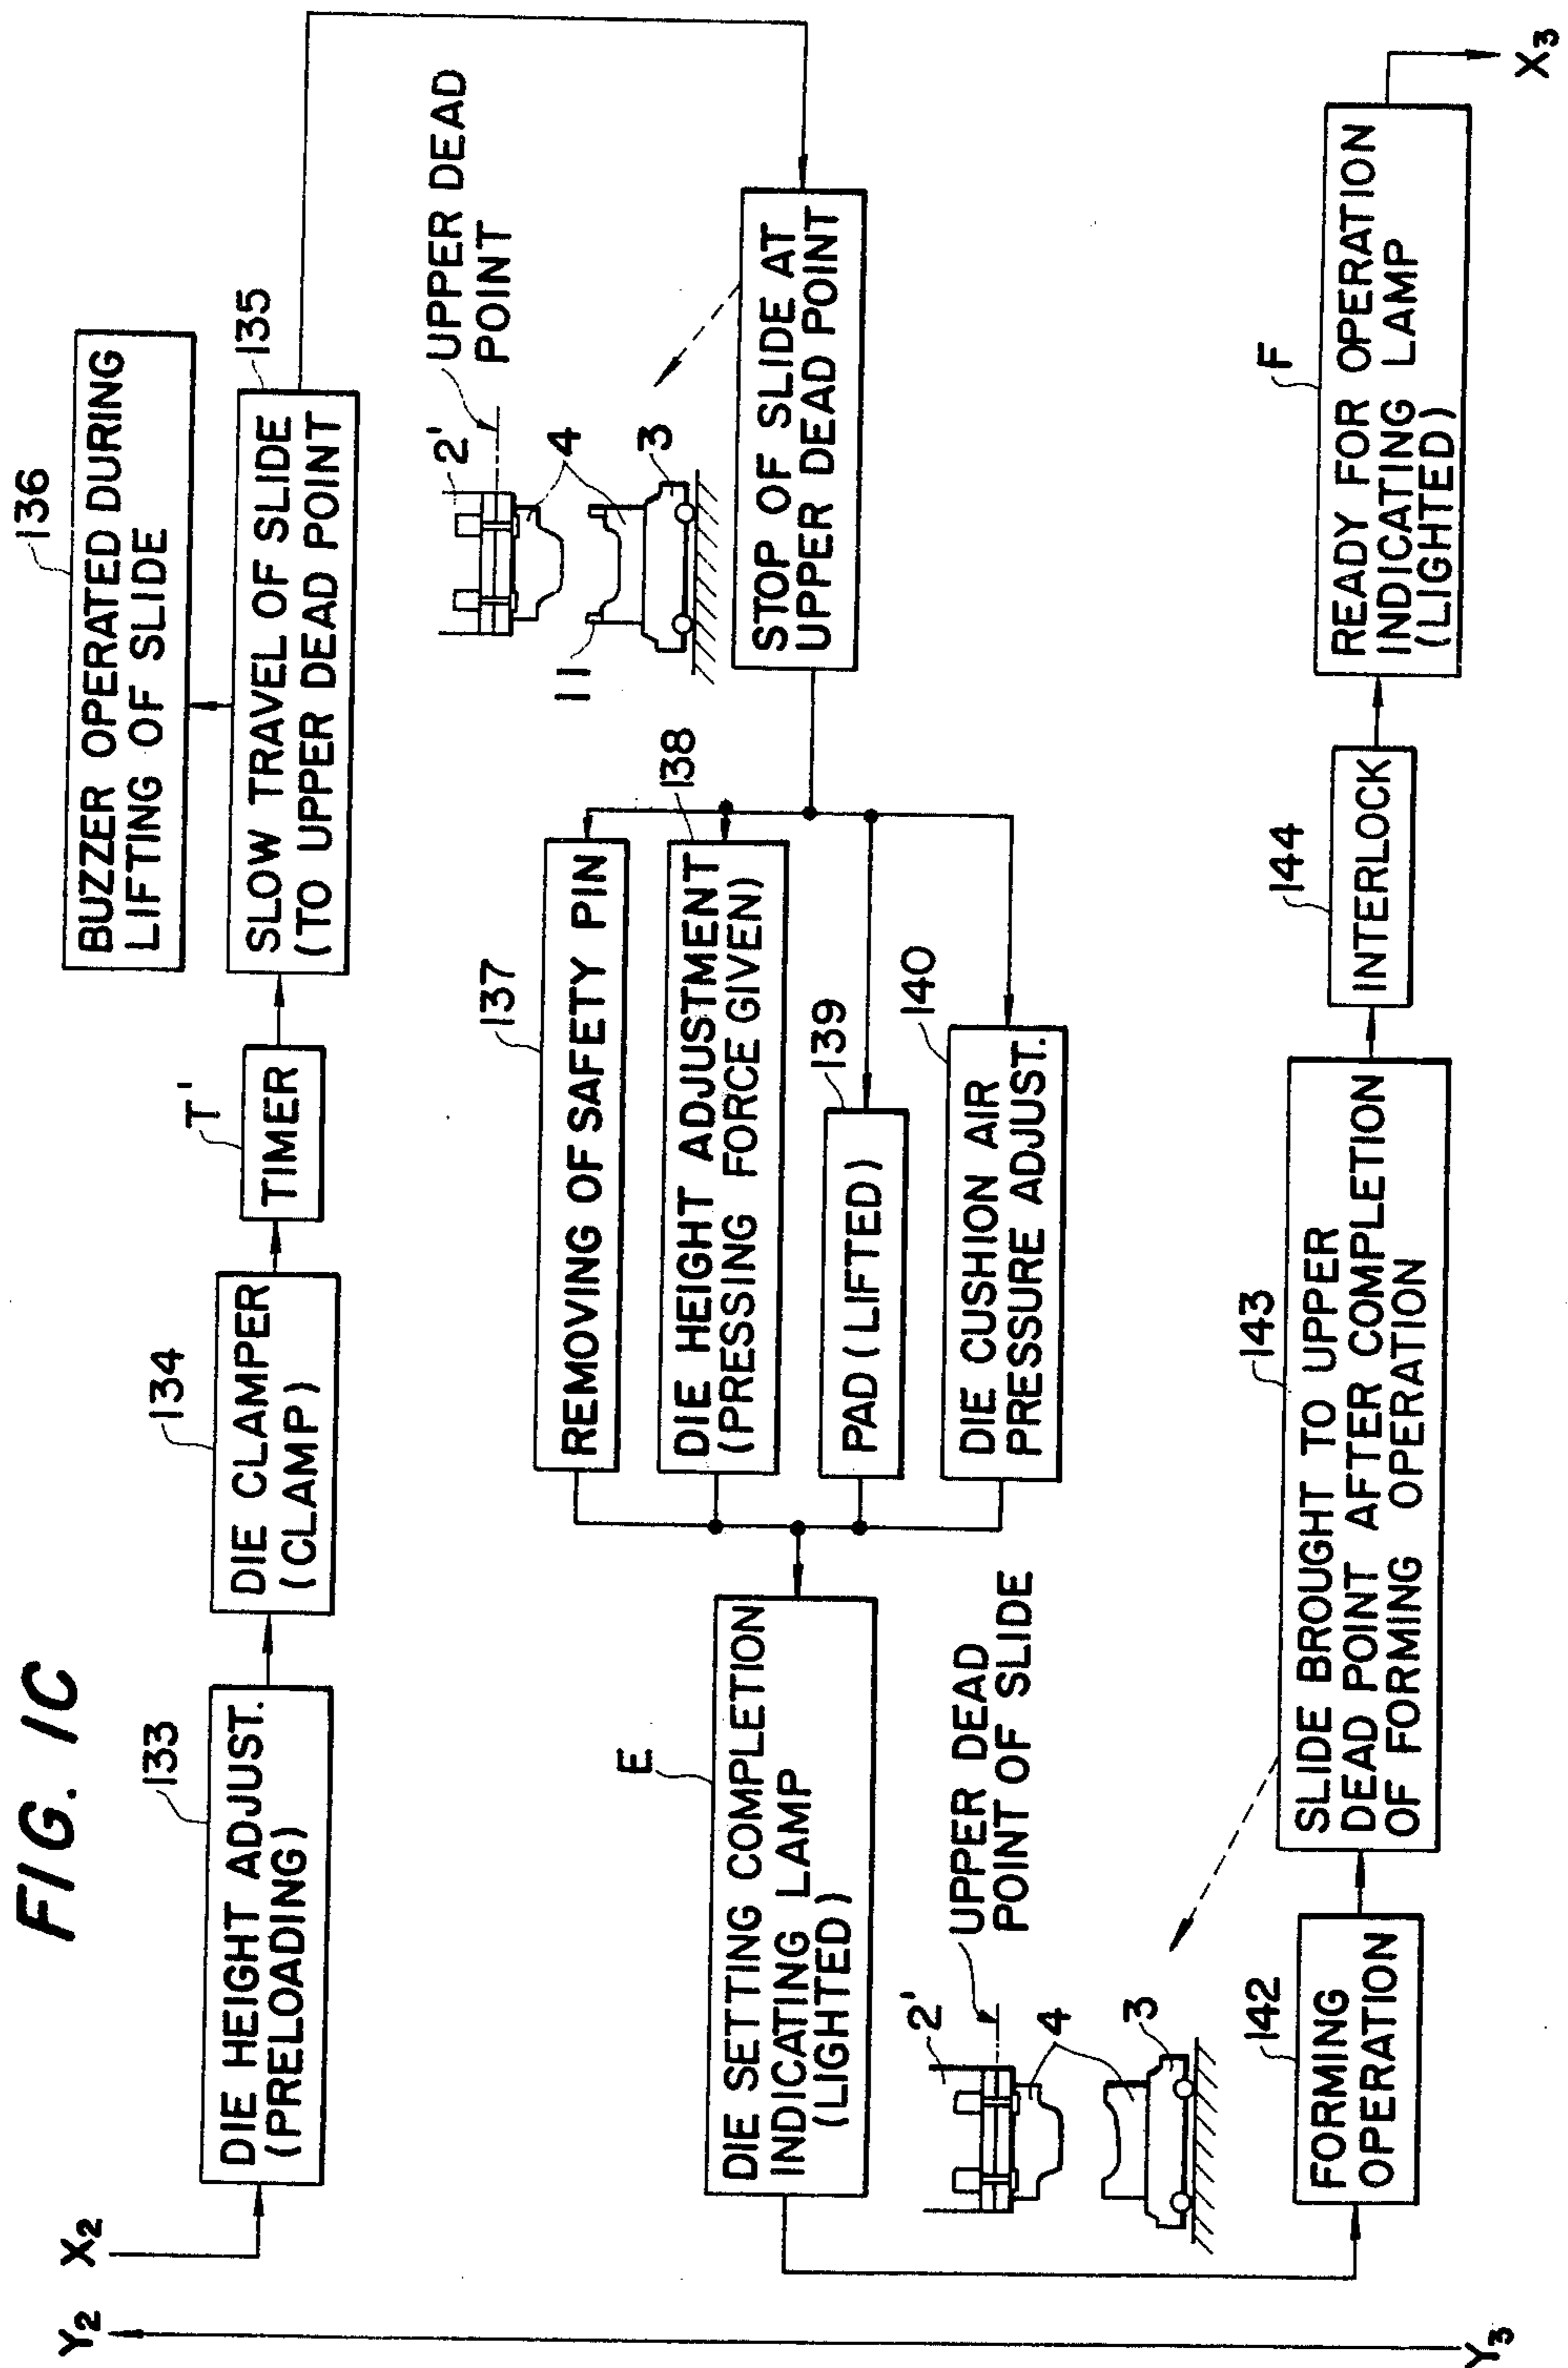 FIG. 1C
Y2
X2
133
DIE HEIGHT ADJUST.
(PRELOADING)
134
DIE CLAMPER
(CLAMP)
T'
TIMER
135
SLOW TRAVEL OF SLIDE
(TO UPPER DEAD POINT)
136
BUZZER OPERATED DURING
LIFTING OF SLIDE
2'
UPPER DEAD
POINT
4
11
3
STOP OF SLIDE AT
UPPER DEAD POINT
137
REMOVING OF SAFETY PIN
138
DIE HEIGHT ADJUSTMENT
(PRESSING FORCE GIVEN)
139
PAD (LIFTED)
140
DIE CUSHION AIR
PRESSURE ADJUST.
E
DIE SETTING COMPLETION
INDICATING LAMP
(LIGHTED)
2'
UPPER DEAD
POINT OF SLIDE
4
3
142
FORMING
OPERATION
143
SLIDE BROUGHT TO UPPER
DEAD POINT AFTER COMPLETION
OF FORMING OPERATION
144
INTERLOCK
F
READY FOR OPERATION
INDICATING LAMP
(LIGHTED)
X3
Y3